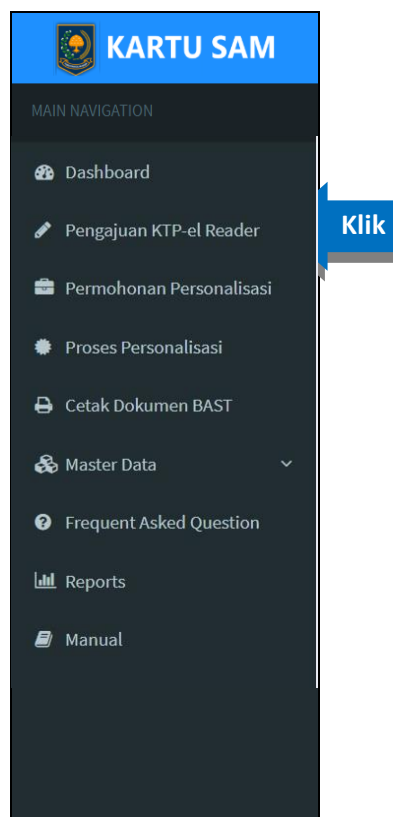 KARTU SAM
MAIN NAVIGATION
Dashboard
Pengajuan KTP-el Reader
Klik
Permohonan Personalisasi
Proses Personalisasi
Cetak Dokumen BAST
Master Data
Frequent Asked Question
Reports
Manual